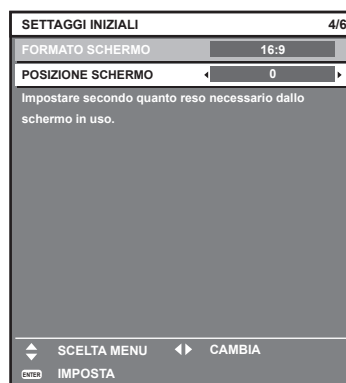 SETTAGGI INIZIALI 4/6
FORMATO SCHERMO 16:9
POSIZIONE SCHERMO 0
Impostare secondo quanto reso necessario dallo
schermo in uso.
SCELTA MENU CAMBIA
ENTER IMPOSTA